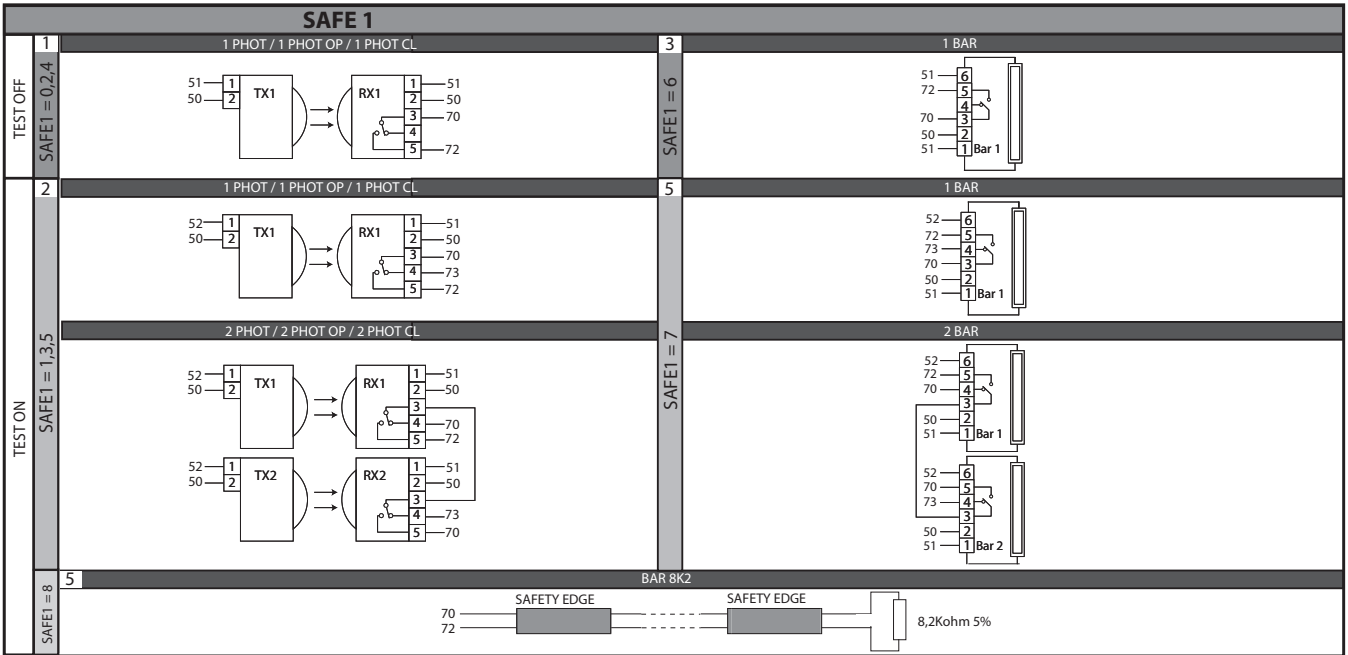 SAFE 1
TEST OFF
SAFE1 = 0,2,4
1
1 PHOT / 1 PHOT OP / 1 PHOT CL
51 1 TX1
50 2
RX1 1 51
2 50
3 70
4
5 72
SAFE1 = 6
3
1 BAR
51 6
72 5
4
70 3
50 2
51 1 Bar 1
TEST ON
SAFE1 = 1,3,5
2
1 PHOT / 1 PHOT OP / 1 PHOT CL
52 1 TX1
50 2
RX1 1 51
2 50
3 70
4 73
5 72
SAFE1 = 7
5
1 BAR
52 6
72 5
73 4
70 3
50 2
51 1 Bar 1
2 PHOT / 2 PHOT OP / 2 PHOT CL
52 1 TX1
50 2
RX1 1 51
2 50
3
4 70
5 72
52 1 TX2
50 2
RX2 1 51
2 50
3
4 73
5 70
2 BAR
52 6
72 5
70 4
3
50 2
51 1 Bar 1
52 6
70 5
73 4
3
50 2
51 1 Bar 2
SAFE1 = 8
5
BAR 8K2
70
72
SAFETY EDGE
SAFETY EDGE
8,2Kohm 5%